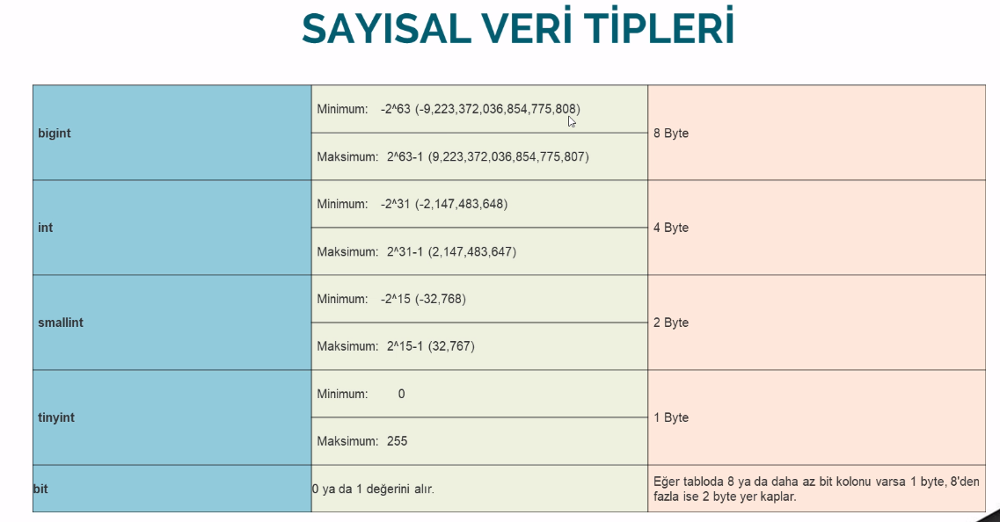 SAYISAL VERİ TİPLERİ
bigint
Minimum: -2^63 (-9,223,372,036,854,775,808)
Maksimum: 2^63-1 (9,223,372,036,854,775,807)
8 Byte
int
Minimum: -2^31 (-2,147,483,648)
Maksimum: 2^31-1 (2,147,483,647)
4 Byte
smallint
Minimum: -2^15 (-32,768)
Maksimum: 2^15-1 (32,767)
2 Byte
tinyint
Minimum: 0
Maksimum: 255
1 Byte
bit
0 ya da 1 değerini alır.
Eğer tabloda 8 ya da daha az bit kolonu varsa 1 byte, 8'den
fazla ise 2 byte yer kaplar.